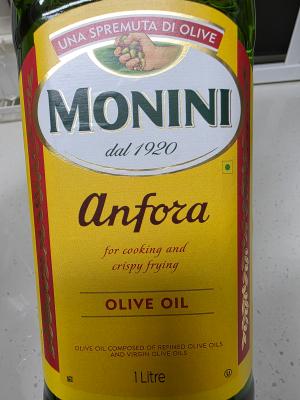 UNA SPREMUTA DI OLIVE
MONINI
dal 1920
Anfora
for cooking and
crispy frying
OLIVE OIL
OLIVE OIL COMPOSED OF REFINED OLIVE OILS
AND VIRGIN OLIVE OILS
1 Litre